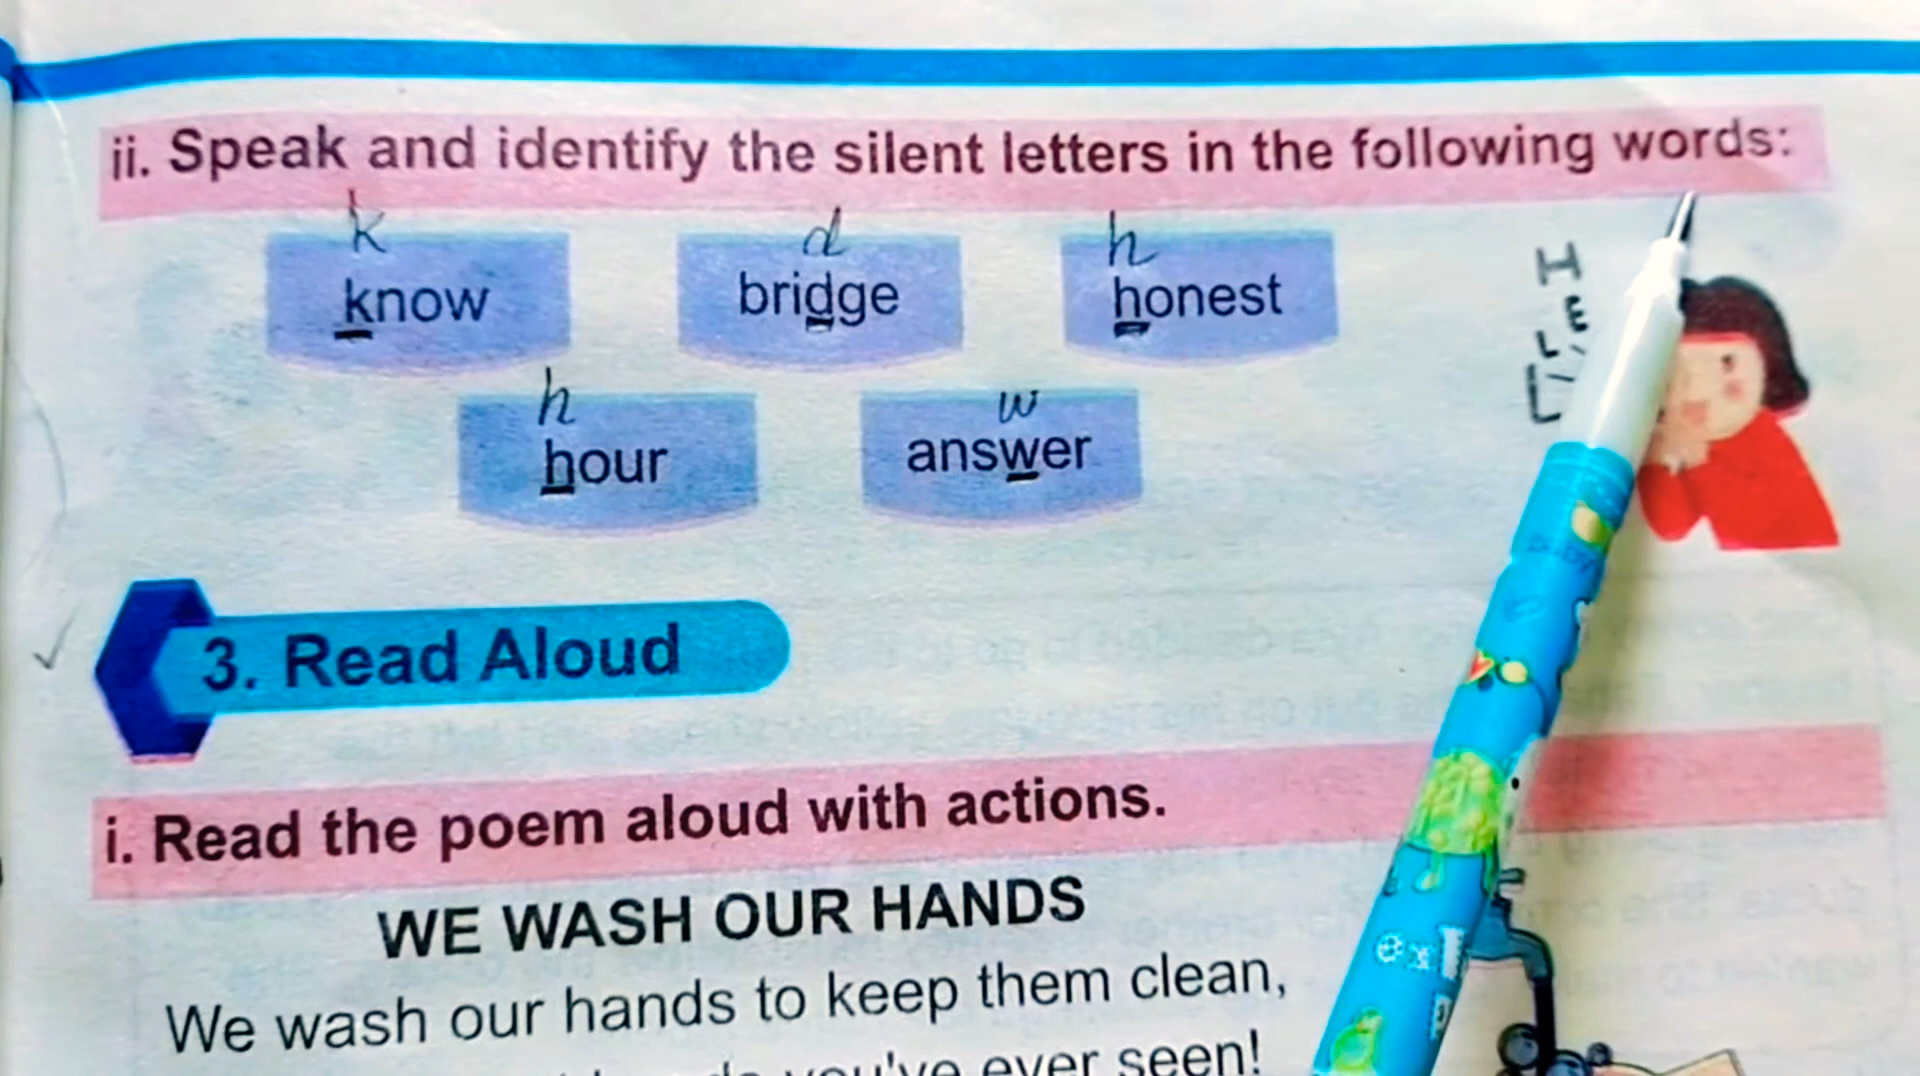 ii. Speak and identify the silent letters in the following words:
k d h
know bridge honest
h w
hour answer
H
E
L
L
3. Read Aloud
i. Read the poem aloud with actions.
WE WASH OUR HANDS
We wash our hands to keep them clean,
you've ever seen!